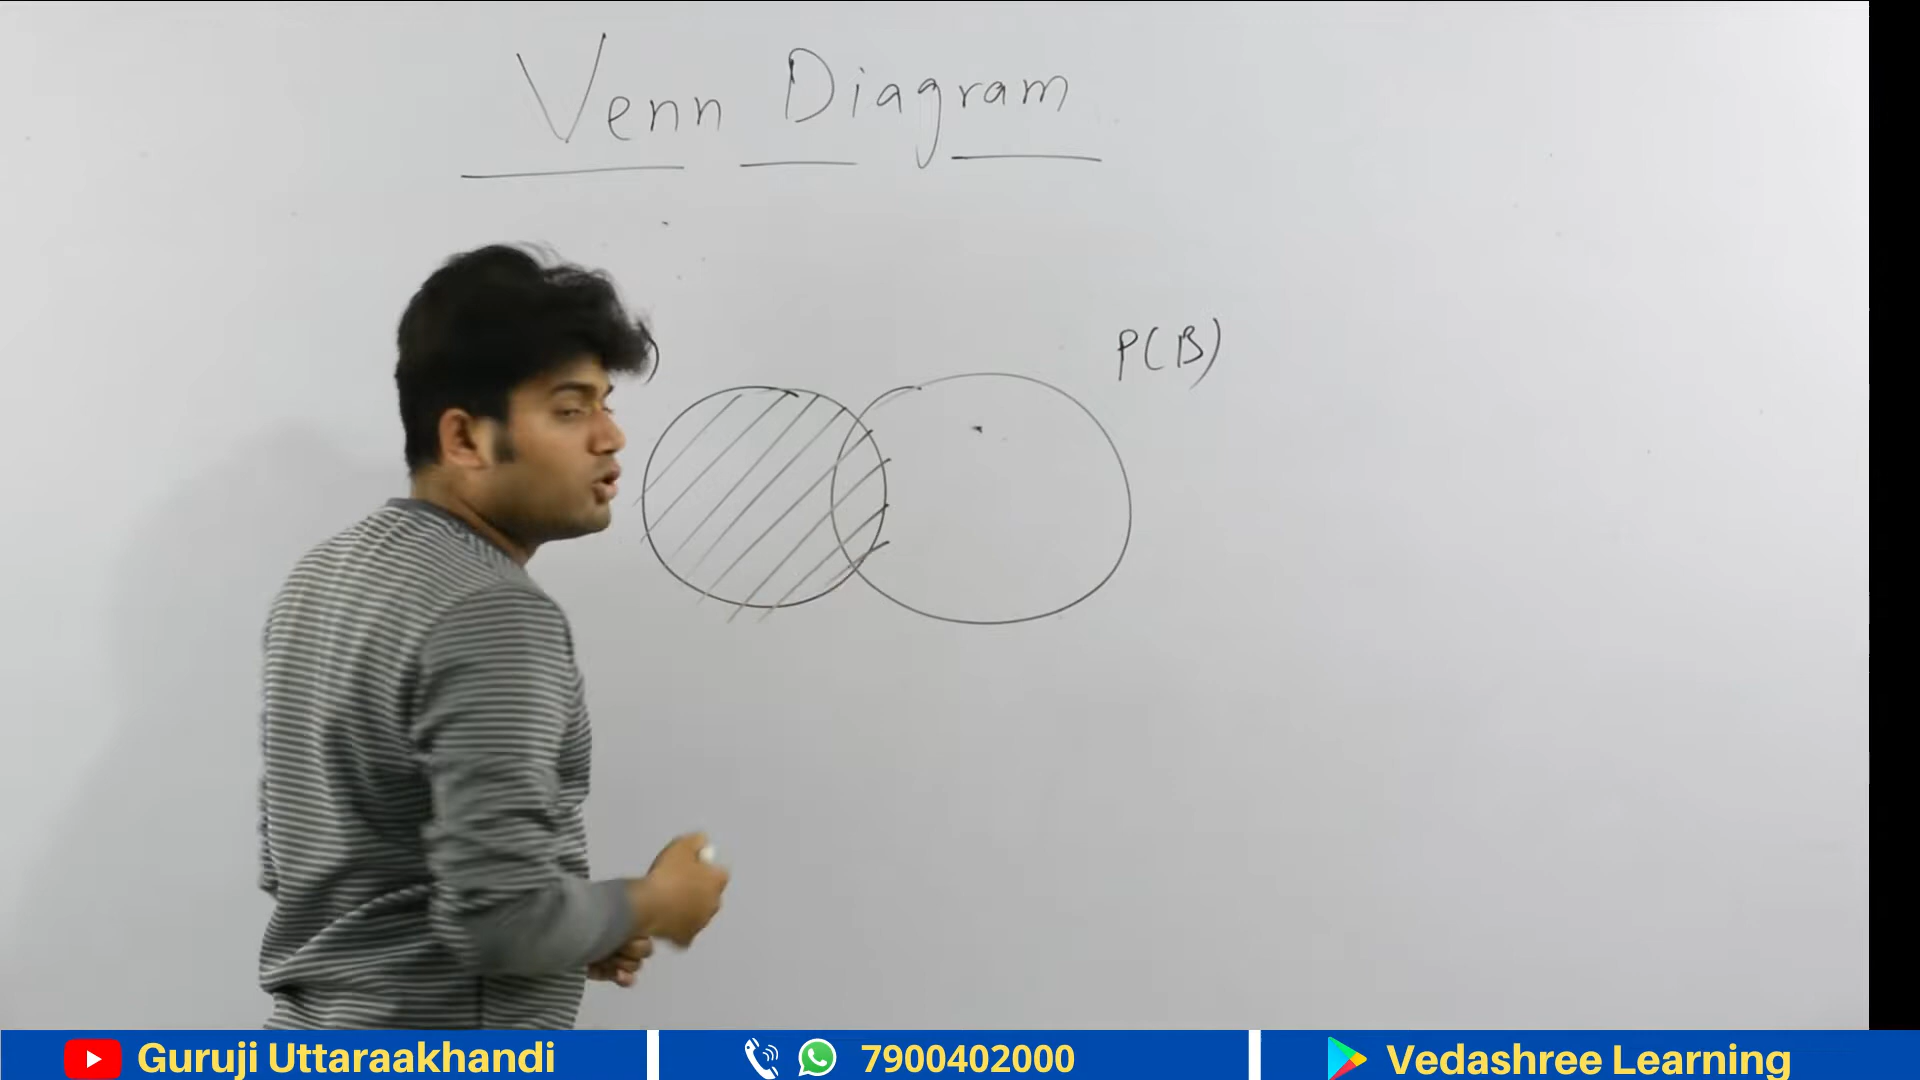 Venn Diagram
)
P(B)
Guruji Uttaraakhandi
7900402000
Vedashree Learning